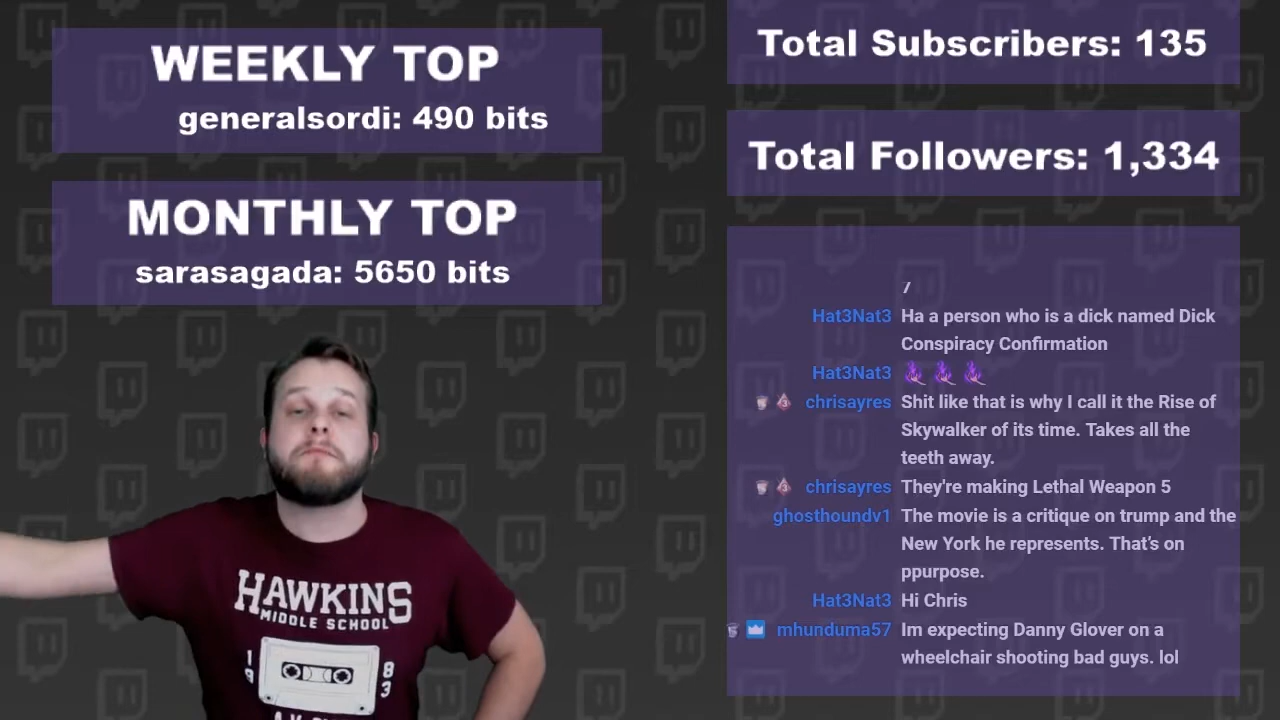 WEEKLY TOP
generalsordi: 490 bits
MONTHLY TOP
sarasagada: 5650 bits
Total Subscribers: 135
Total Followers: 1,334
Hat3Nat3 Ha a person who is a dick named Dick
Conspiracy Confirmation
Hat3Nat3
chrisayres Shit like that is why I call it the Rise of
Skywalker of its time. Takes all the
teeth away.
chrisayres They're making Lethal Weapon 5
ghosthoundv1 The movie is a critique on trump and the
New York he represents. That's on
ppurpose.
Hat3Nat3 Hi Chris
mhunduma57 Im expecting Danny Glover on a
wheelchair shooting bad guys. lol
HAWKINS
MIDDLE SCHOOL
19 83